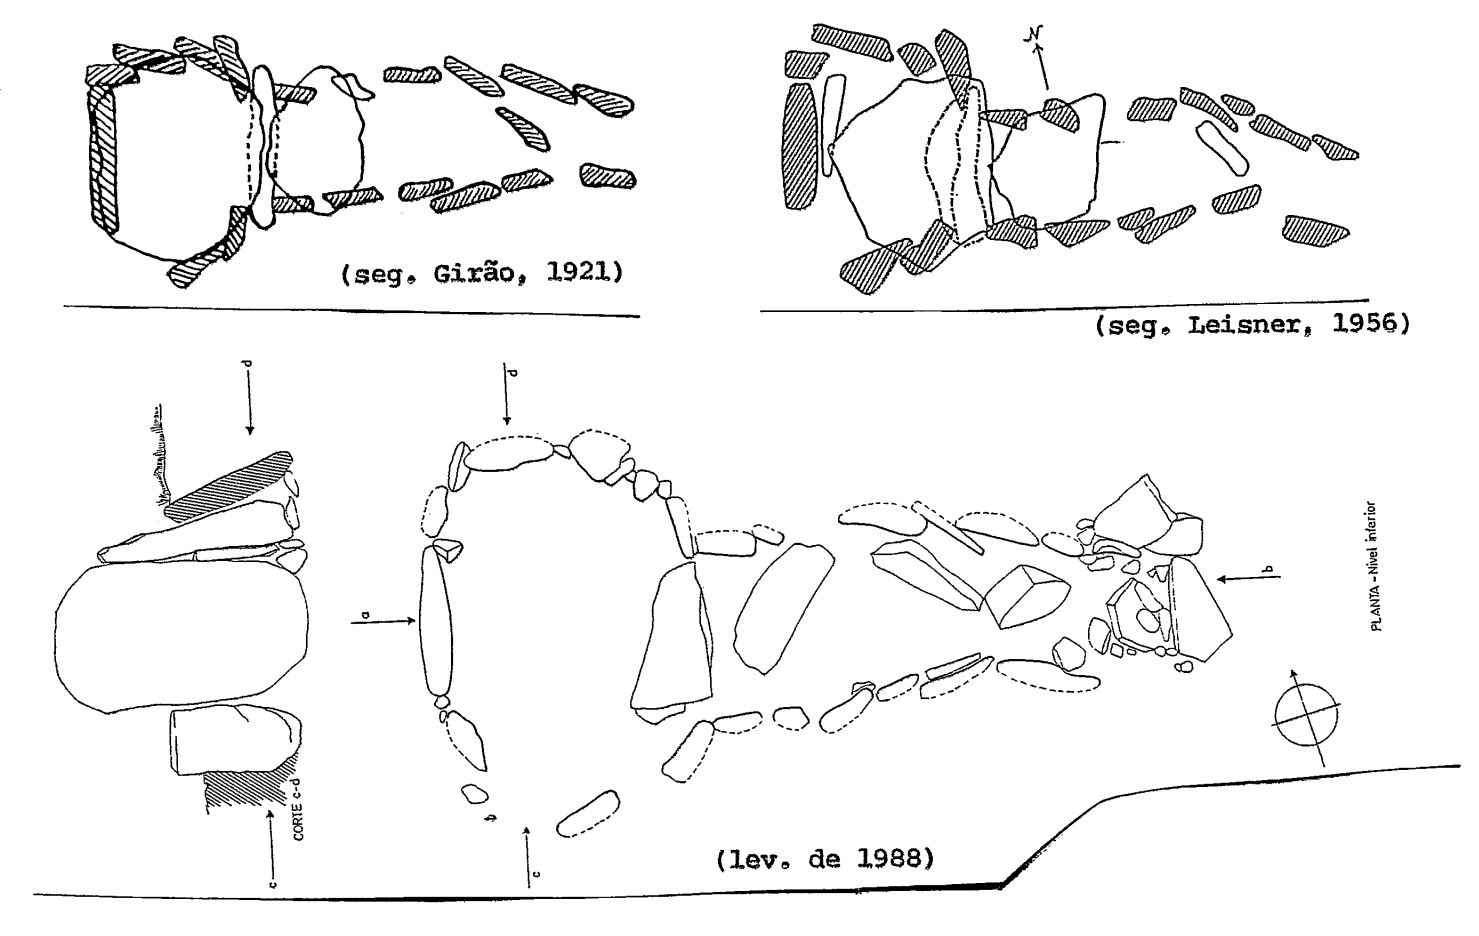 (seg. Girão, 1921)
N
(seg. Leisner, 1956)
d
d
a
b
PLANTA - Nível inferior
CORTE c-d
c
c
(lev. de 1988)